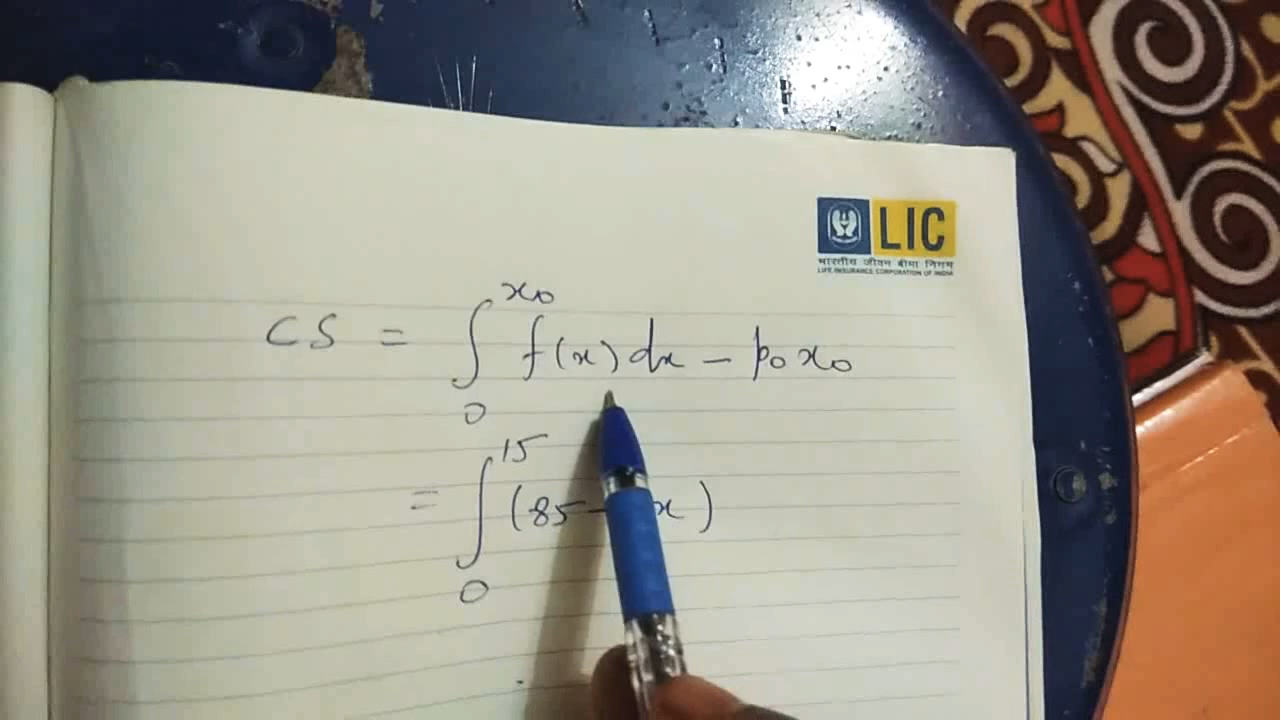 LIC
भारतीय जीवन बीमा निगम
LIFE INSURANCE CORPORATION OF INDIA
CS = ∫₀^{x₀} f(x) dx − p₀x₀
= ∫₀^{15} (85 − x)